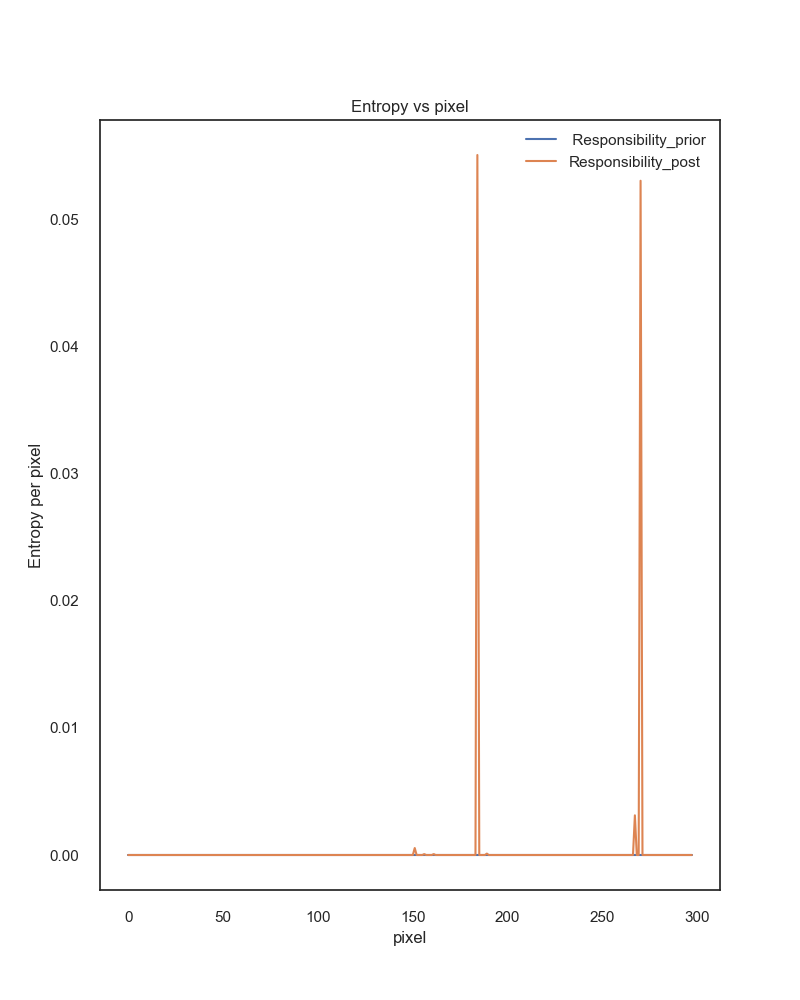 Entropy vs pixel
Responsibility_prior
Responsibility_post
Entropy per pixel
0.05
0.04
0.03
0.02
0.01
0.00
0 50 100 150 200 250 300
pixel